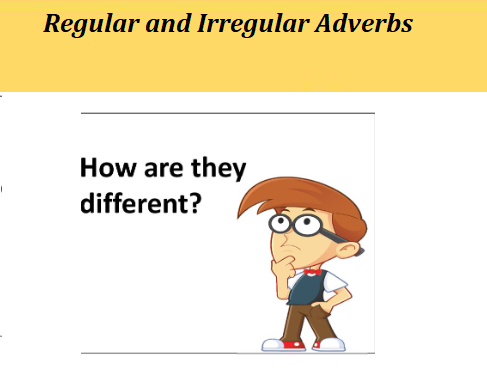 Regular and Irregular Adverbs
How are they
different?